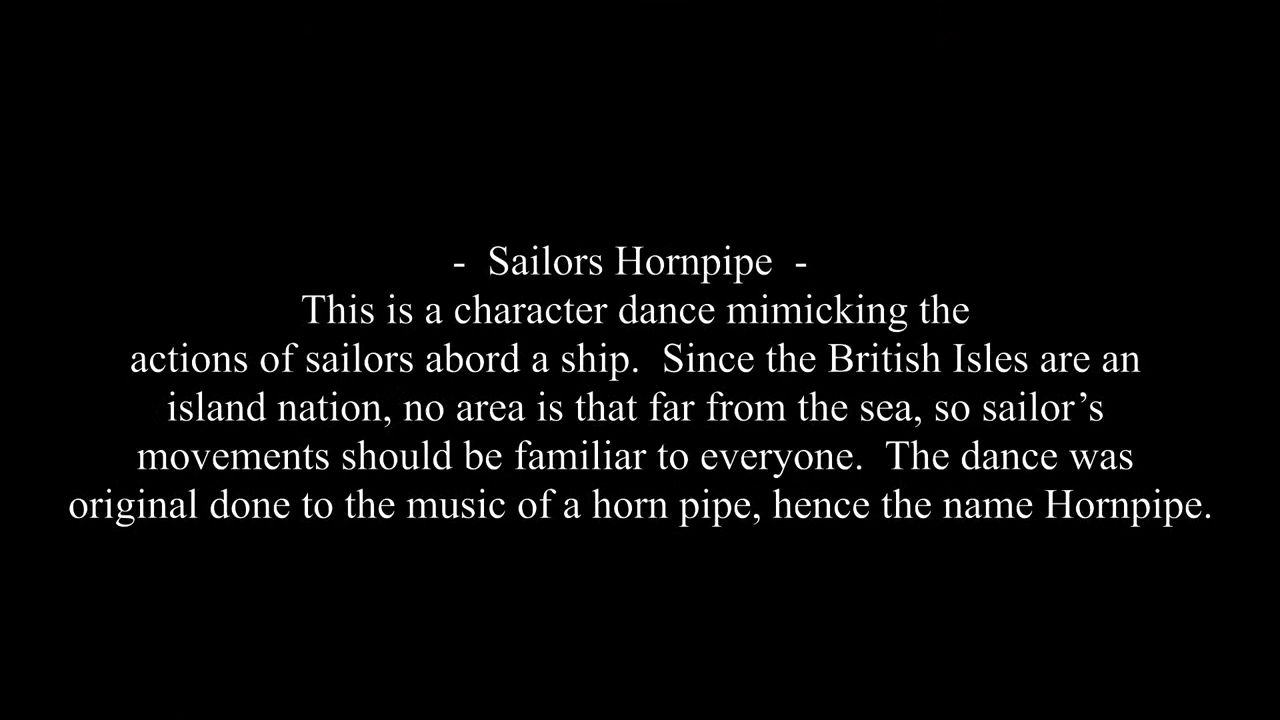 -  Sailors Hornpipe  -
This is a character dance mimicking the
actions of sailors abord a ship.  Since the British Isles are an
island nation, no area is that far from the sea, so sailor’s
movements should be familiar to everyone.  The dance was
original done to the music of a horn pipe, hence the name Hornpipe.